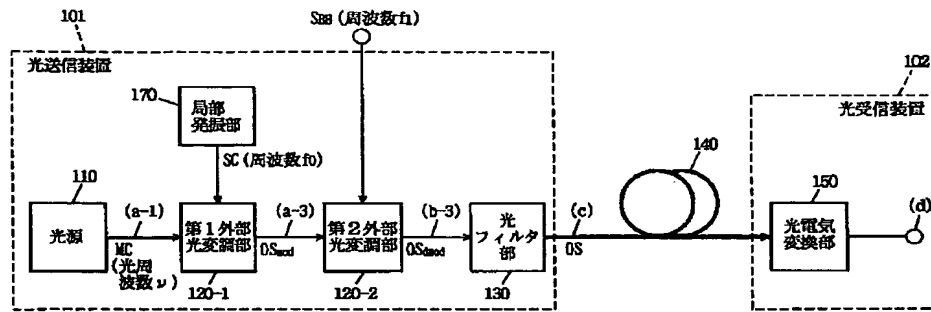 101
SBB (周波数f1)
光送信装置
102
光受信装置
170
局部
発振部
SC (周波数f0)
140
110
光源
(a-1)
MC
(光周
波数ν)
第1外部
光変調部
120-1
(a-3)
OSmod
第2外部
光変調部
120-2
(b-3)
OSdmod
光
フィルタ
部
130
(c)
OS
150
光電気
変換部
(d)